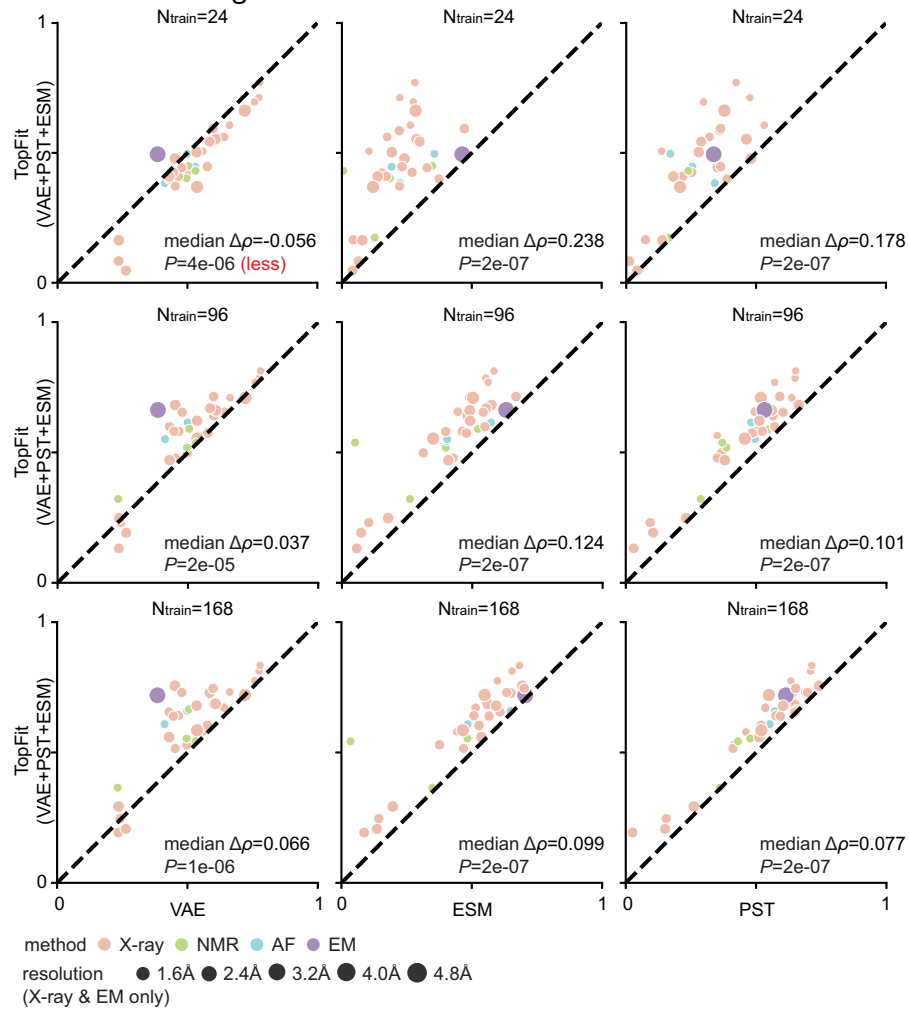 Ntrain=24
Ntrain=24
Ntrain=24
1
TopFit
(VAE+PST+ESM)
median Δρ=-0.056
P=4e-06 (less)
median Δρ=0.238
P=2e-07
median Δρ=0.178
P=2e-07
0
Ntrain=96
Ntrain=96
Ntrain=96
1
TopFit
(VAE+PST+ESM)
median Δρ=0.037
P=2e-05
median Δρ=0.124
P=2e-07
median Δρ=0.101
P=2e-07
0
Ntrain=168
Ntrain=168
Ntrain=168
1
TopFit
(VAE+PST+ESM)
median Δρ=0.066
P=1e-06
median Δρ=0.099
P=2e-07
median Δρ=0.077
P=2e-07
0
0 VAE 1
0 ESM 1
0 PST 1
method X-ray NMR AF EM
resolution 1.6Å 2.4Å 3.2Å 4.0Å 4.8Å
(X-ray & EM only)